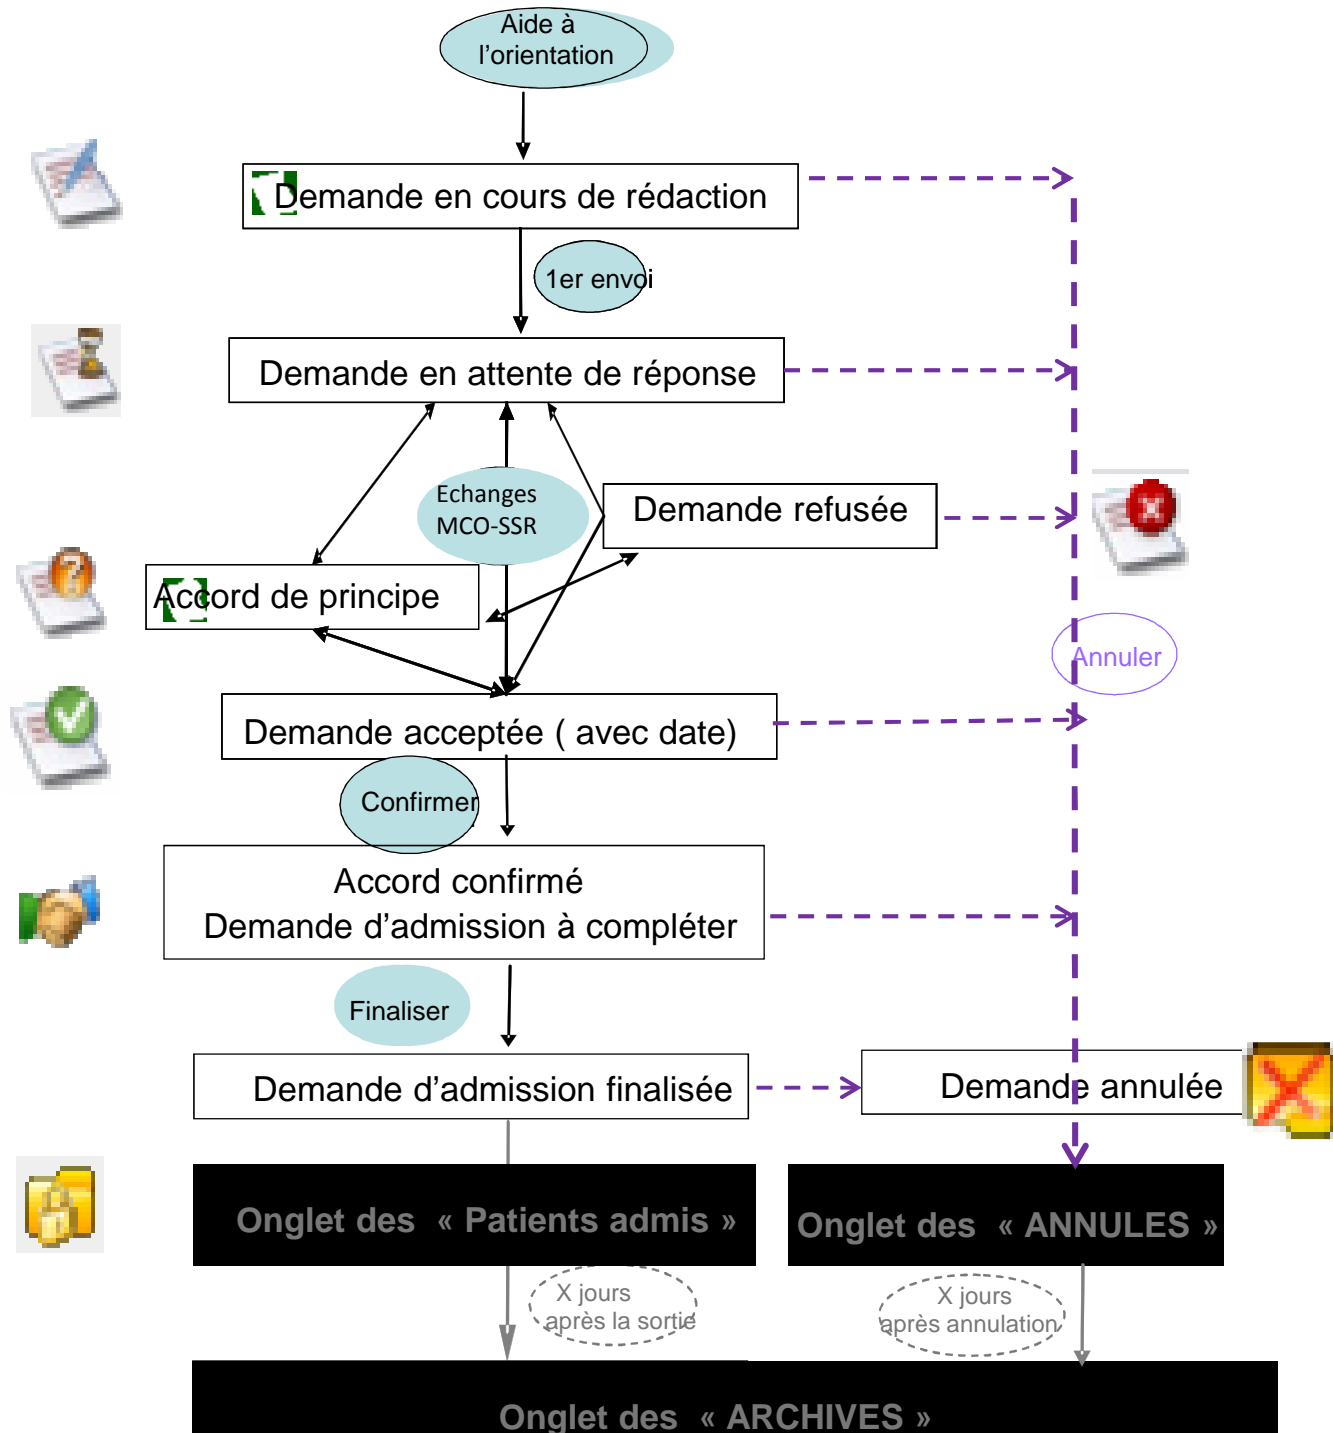 Aide à
l'orientation
Demande en cours de rédaction
1er envoi
Demande en attente de réponse
Echanges
MCO-SSR
Demande refusée
Accord de principe
Annuler
Demande acceptée ( avec date)
Confirmer
Accord confirmé
Demande d'admission à compléter
Finaliser
Demande d'admission finalisée
Demande annulée
Onglet des « Patients admis »
Onglet des « ANNULES »
X jours
après la sortie
X jours
après annulation
Onglet des « ARCHIVES »